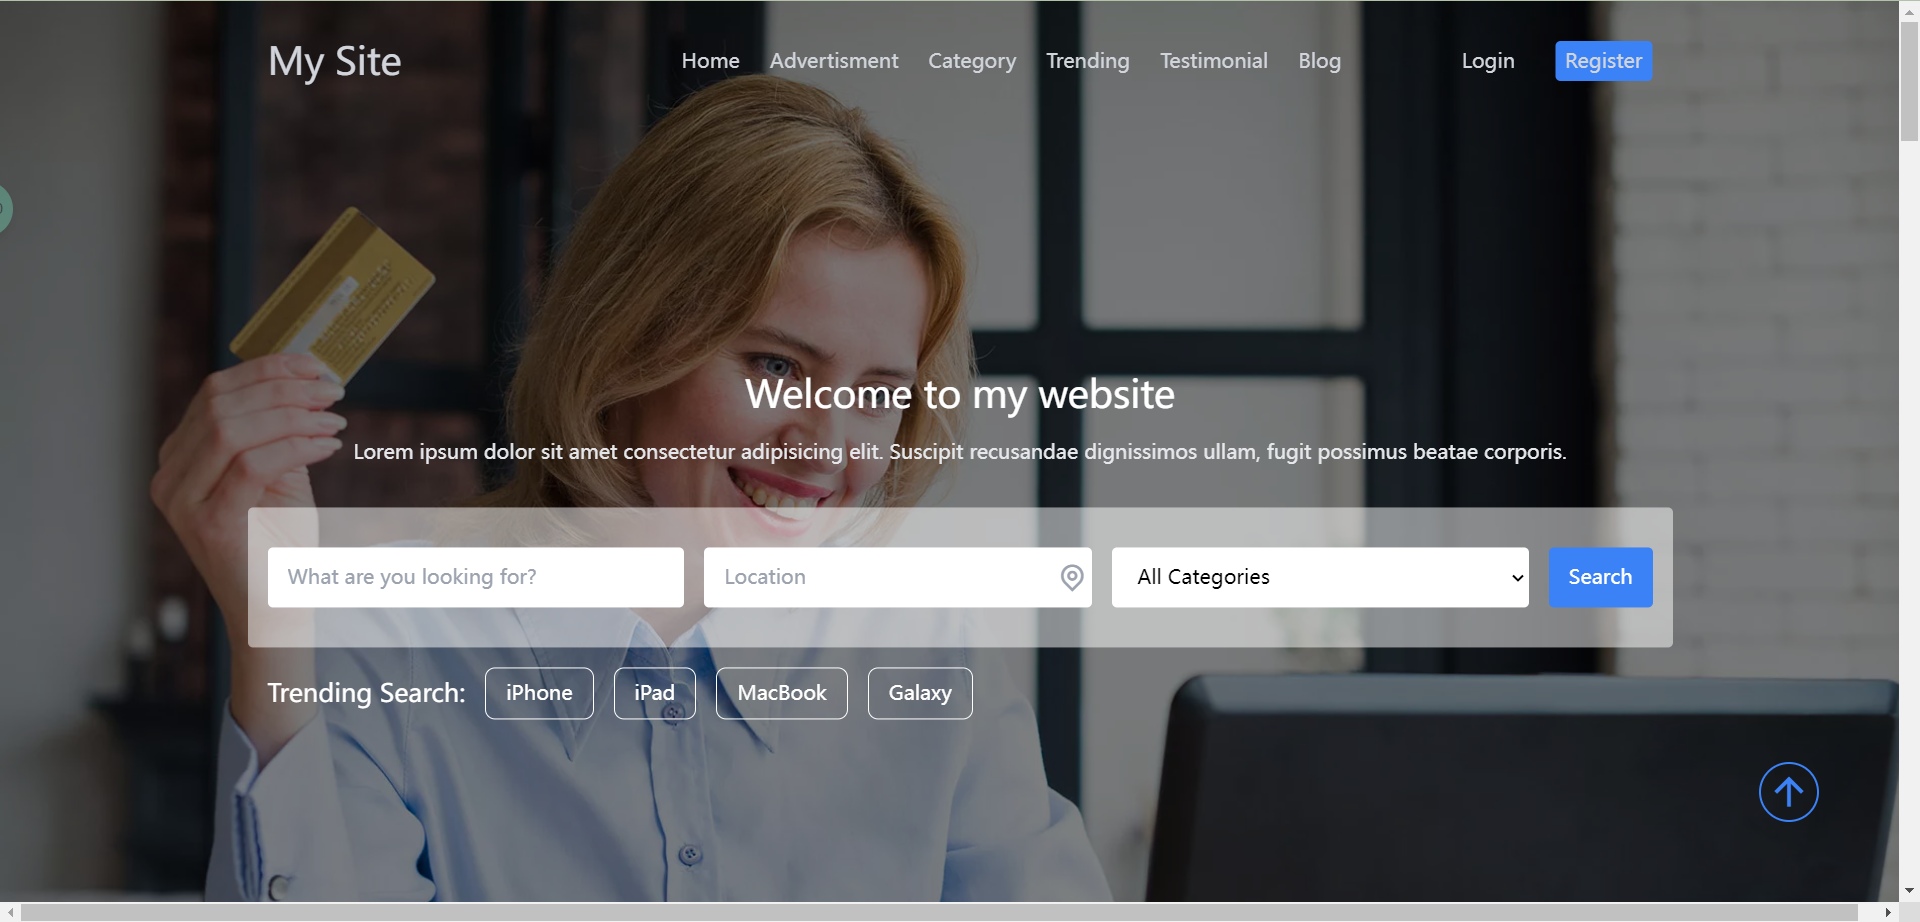 My Site
Home Advertisment Category Trending Testimonial Blog Login Register
Welcome to my website
Lorem ipsum dolor sit amet consectetur adipisicing elit. Suscipit recusandae dignissimos ullam, fugit possimus beatae corporis.
What are you looking for? Location All Categories Search
Trending Search: iPhone iPad MacBook Galaxy